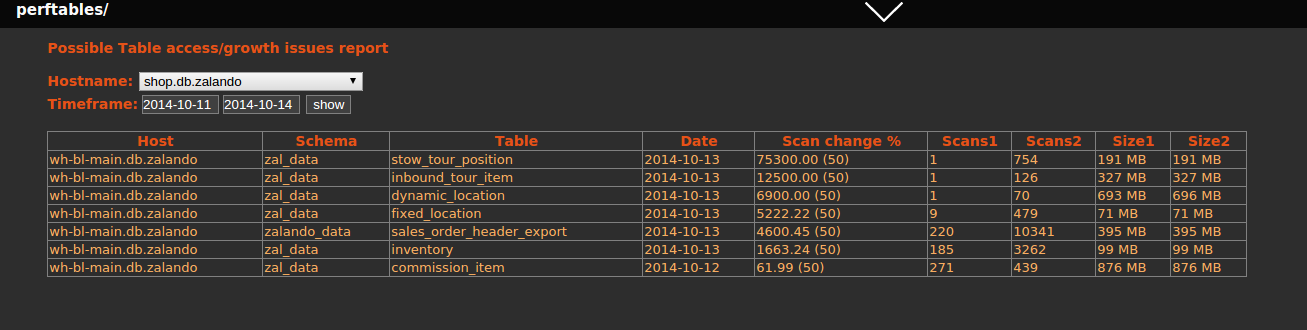 perftables/
Possible Table access/growth issues report
Hostname: shop.db.zalando
Timeframe: 2014-10-11 2014-10-14 show
Host Schema Table Date Scan change % Scans1 Scans2 Size1 Size2
wh-bl-main.db.zalando zal_data stow_tour_position 2014-10-13 75300.00 (50) 1 754 191 MB 191 MB
wh-bl-main.db.zalando zal_data inbound_tour_item 2014-10-13 12500.00 (50) 1 126 327 MB 327 MB
wh-bl-main.db.zalando zal_data dynamic_location 2014-10-13 6900.00 (50) 1 70 693 MB 696 MB
wh-bl-main.db.zalando zal_data fixed_location 2014-10-13 5222.22 (50) 9 479 71 MB 71 MB
wh-bl-main.db.zalando zalando_data sales_order_header_export 2014-10-13 4600.45 (50) 220 10341 395 MB 395 MB
wh-bl-main.db.zalando zal_data inventory 2014-10-13 1663.24 (50) 185 3262 99 MB 99 MB
wh-bl-main.db.zalando zal_data commission_item 2014-10-12 61.99 (50) 271 439 876 MB 876 MB